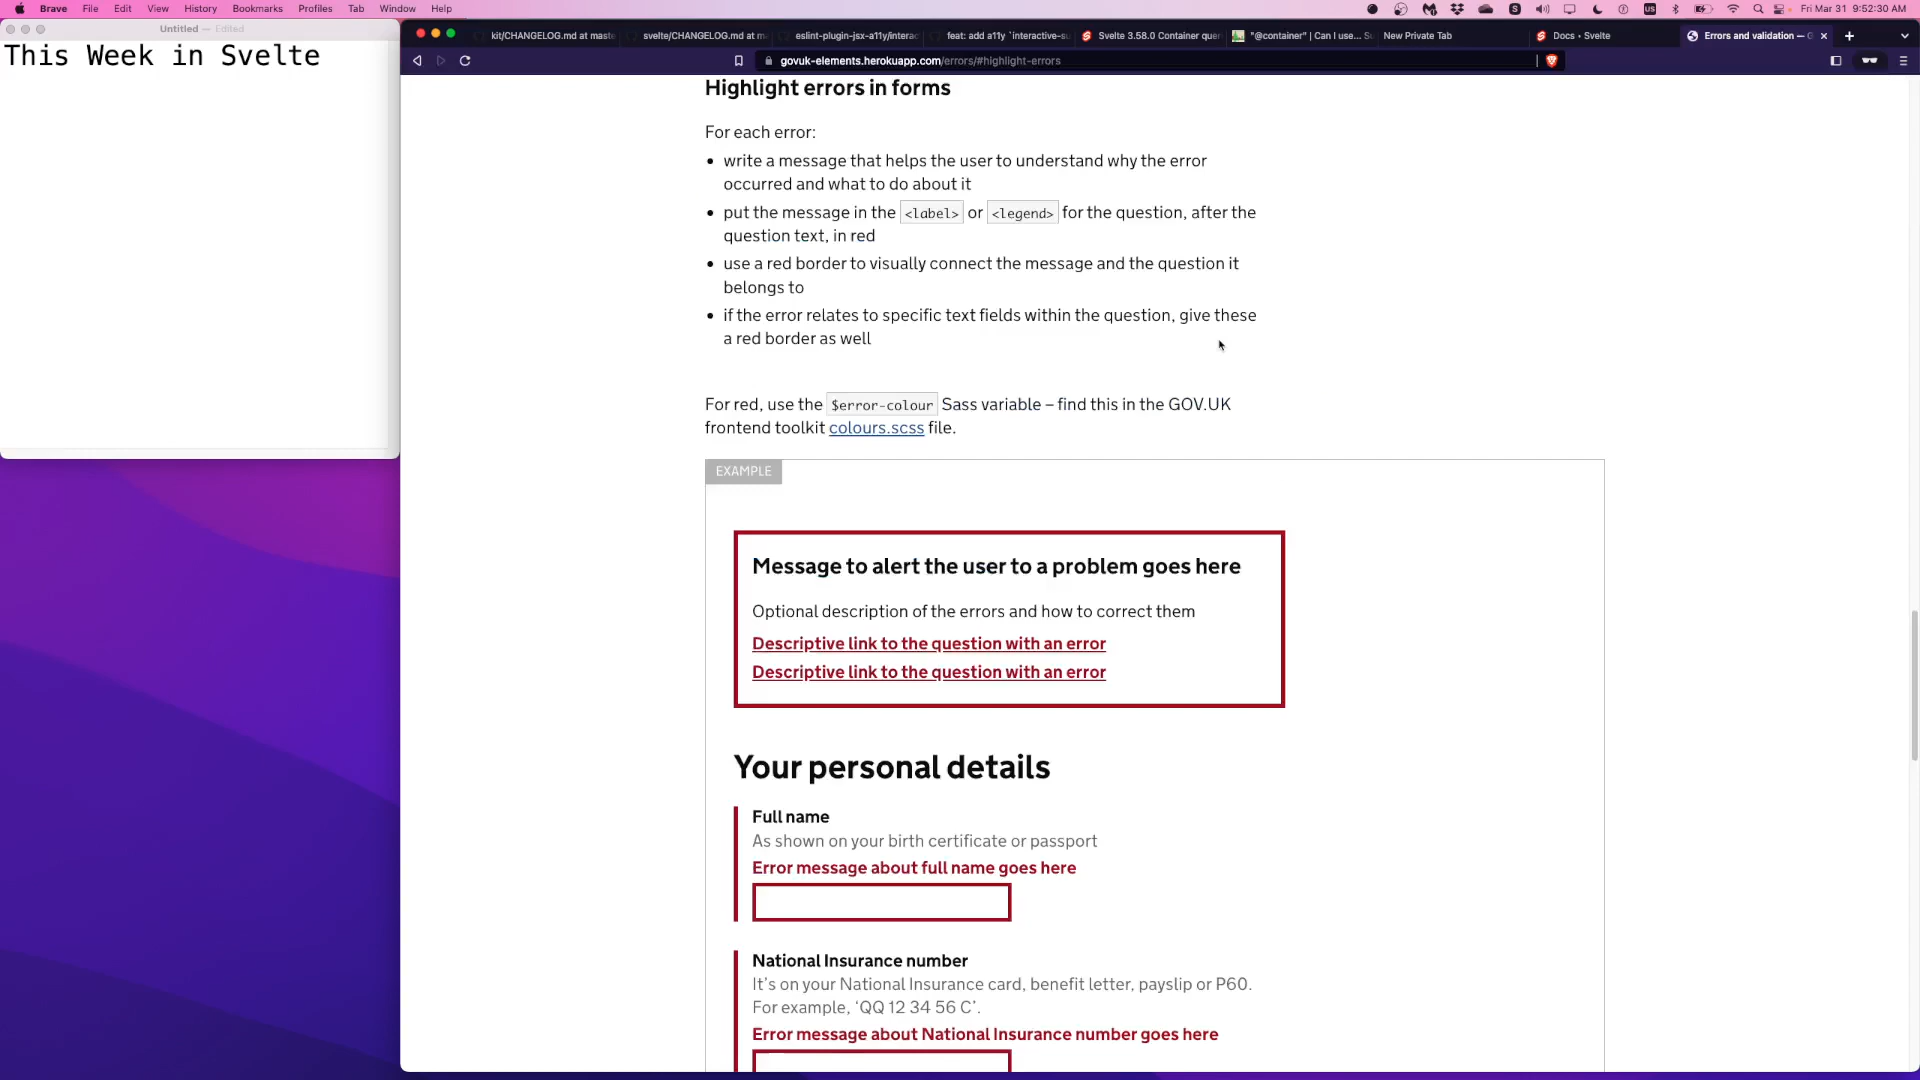 Brave File Edit View History Bookmarks Profiles Tab Window Help
Fri Mar 31 9:52:30 AM
Untitled — Edited
This Week in Svelte
kit/CHANGELOG.md at maste
svelte/CHANGELOG.md at m
eslint-plugin-jsx-a11y/interac
feat: add a11y `interactive-su
Svelte 3.58.0 Container quer
"@container" | Can I use... S
New Private Tab
Docs • Svelte
Errors and validation — G
govuk-elements.herokuapp.com/errors/#highlight-errors
Highlight errors in forms
For each error:
• write a message that helps the user to understand why the error
occurred and what to do about it
• put the message in the <label> or <legend> for the question, after the
question text, in red
• use a red border to visually connect the message and the question it
belongs to
• if the error relates to specific text fields within the question, give these
a red border as well
For red, use the $error-colour Sass variable – find this in the GOV.UK
frontend toolkit colours.scss file.
EXAMPLE
Message to alert the user to a problem goes here
Optional description of the errors and how to correct them
Descriptive link to the question with an error
Descriptive link to the question with an error
Your personal details
Full name
As shown on your birth certificate or passport
Error message about full name goes here
National Insurance number
It’s on your National Insurance card, benefit letter, payslip or P60.
For example, ‘QQ 12 34 56 C’.
Error message about National Insurance number goes here